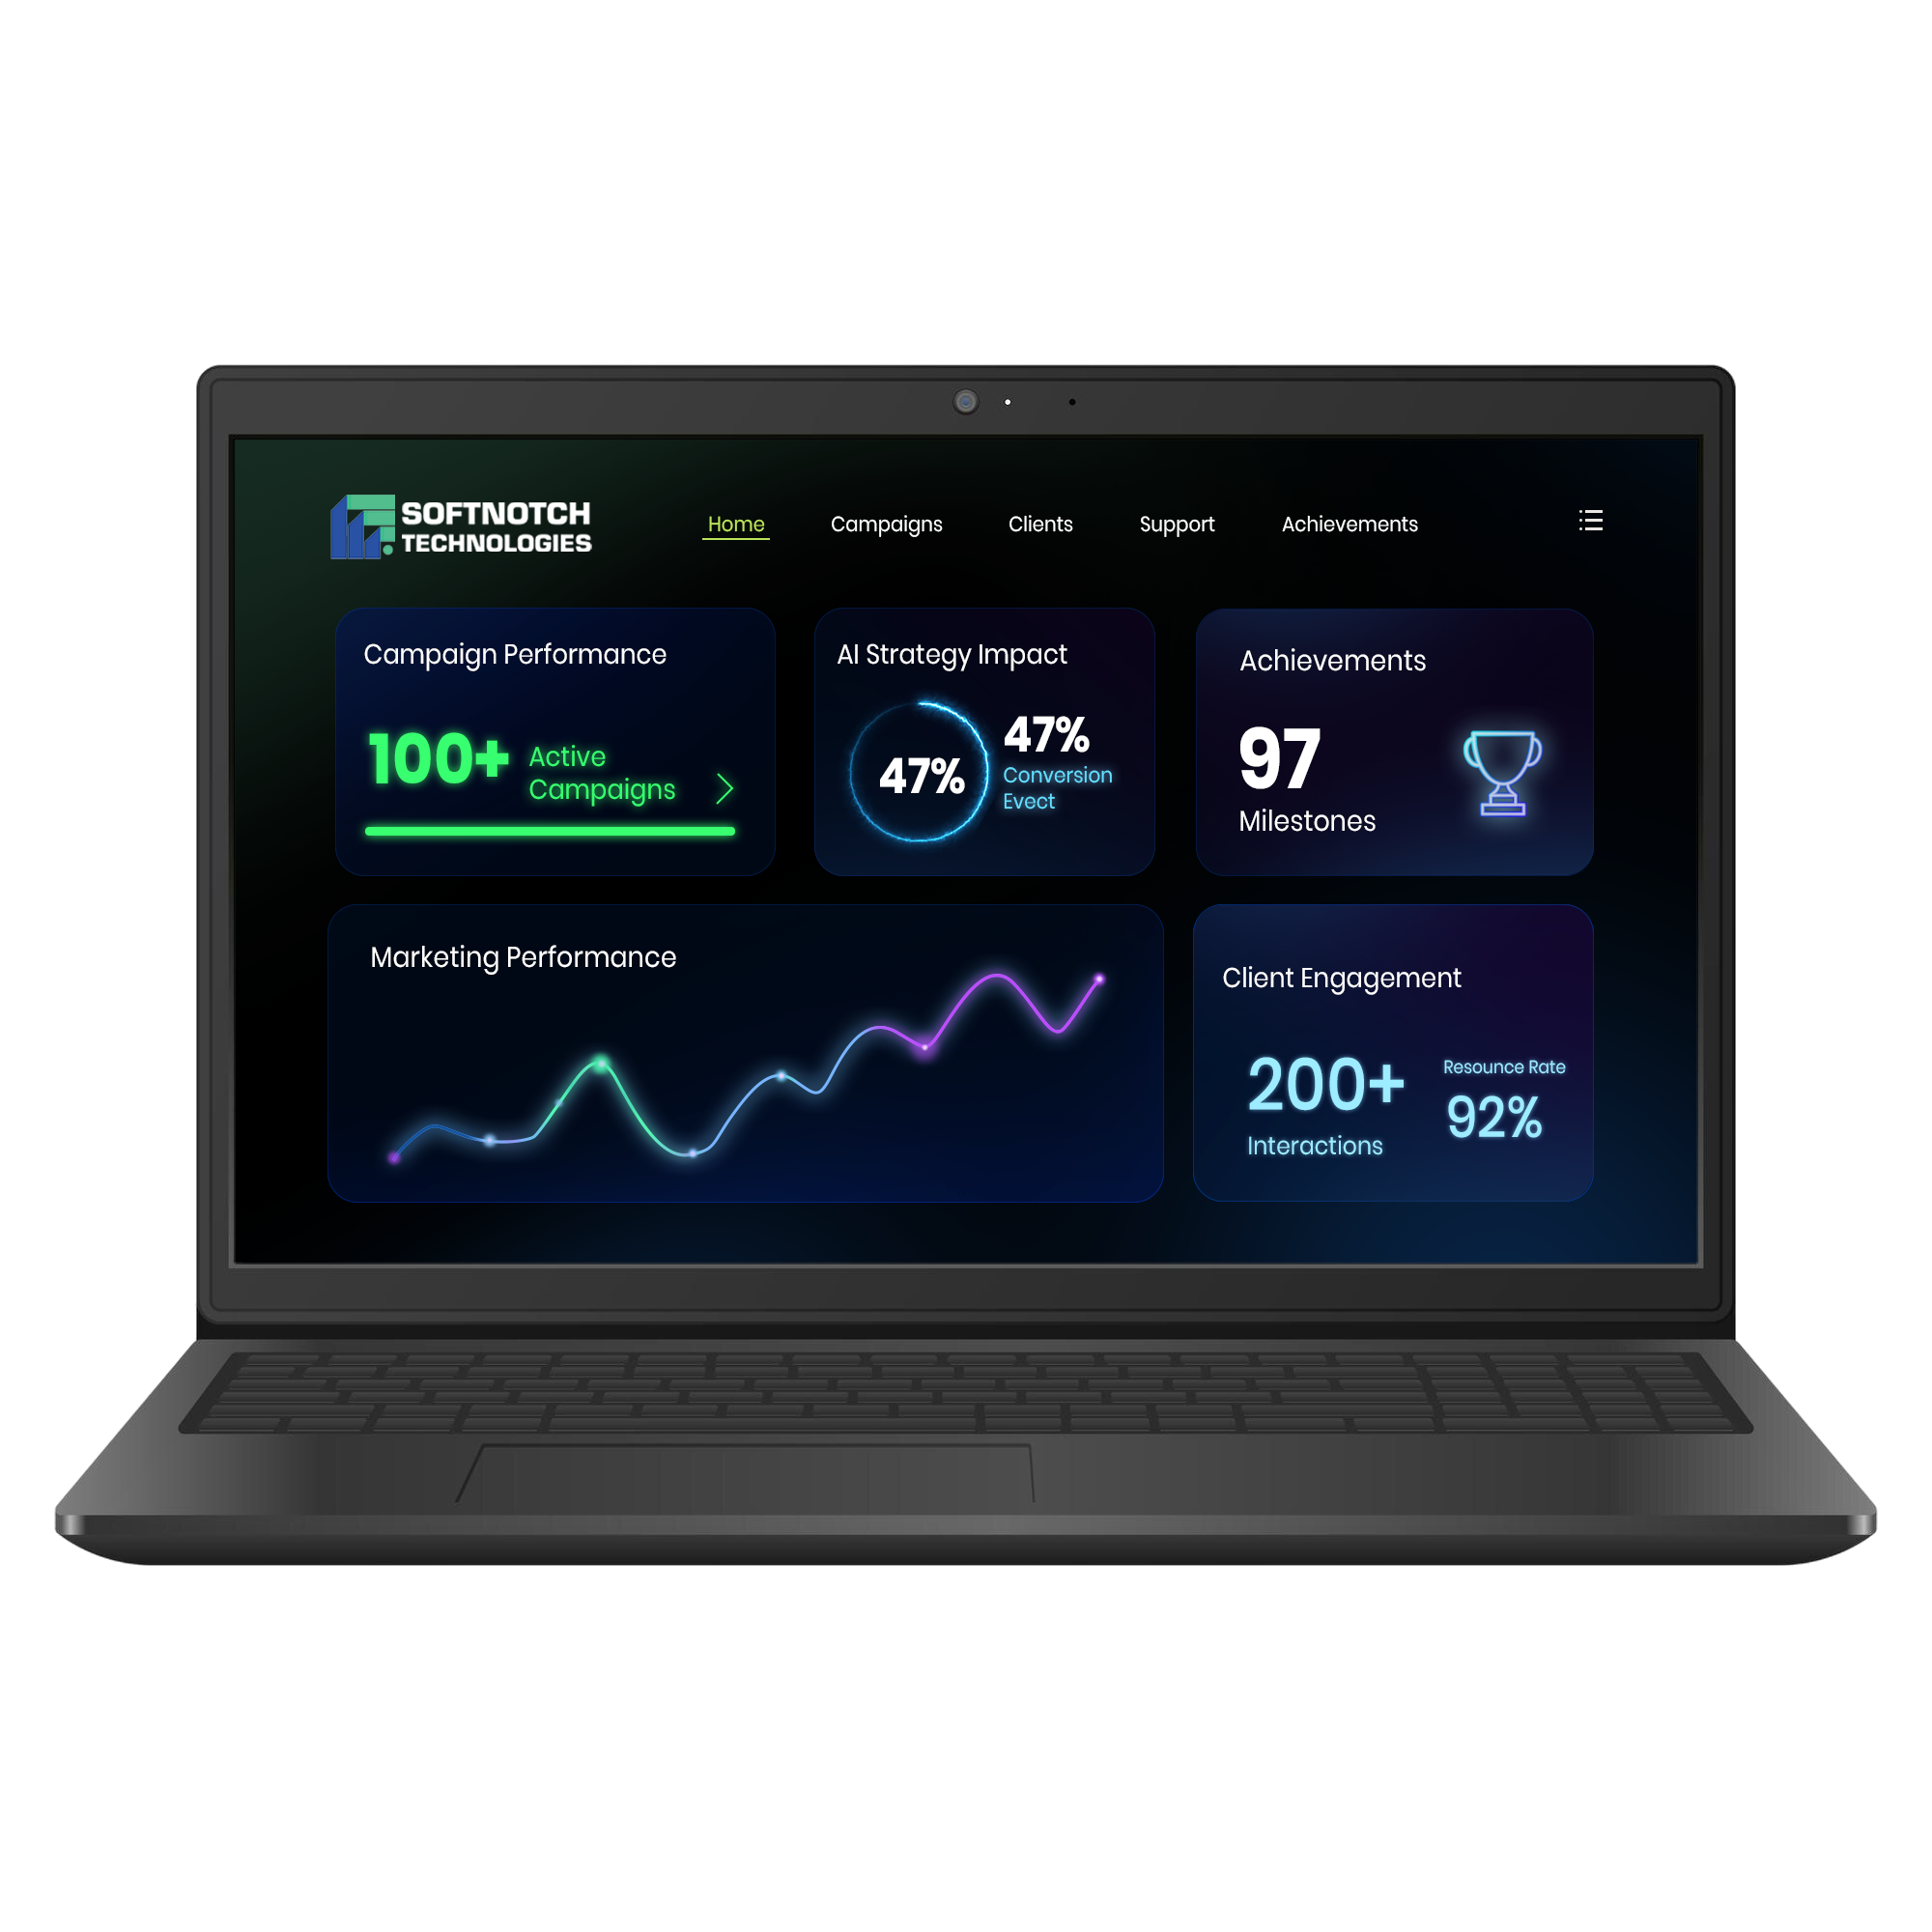 SOFTNOTCH
TECHNOLOGIES
Home
Campaigns
Clients
Support
Achievements
Campaign Performance
100+
Active
Campaigns
AI Strategy Impact
47%
47%
Conversion
Evect
Achievements
97
Milestones
Marketing Performance
Client Engagement
200+
Interactions
Resounce Rate
92%